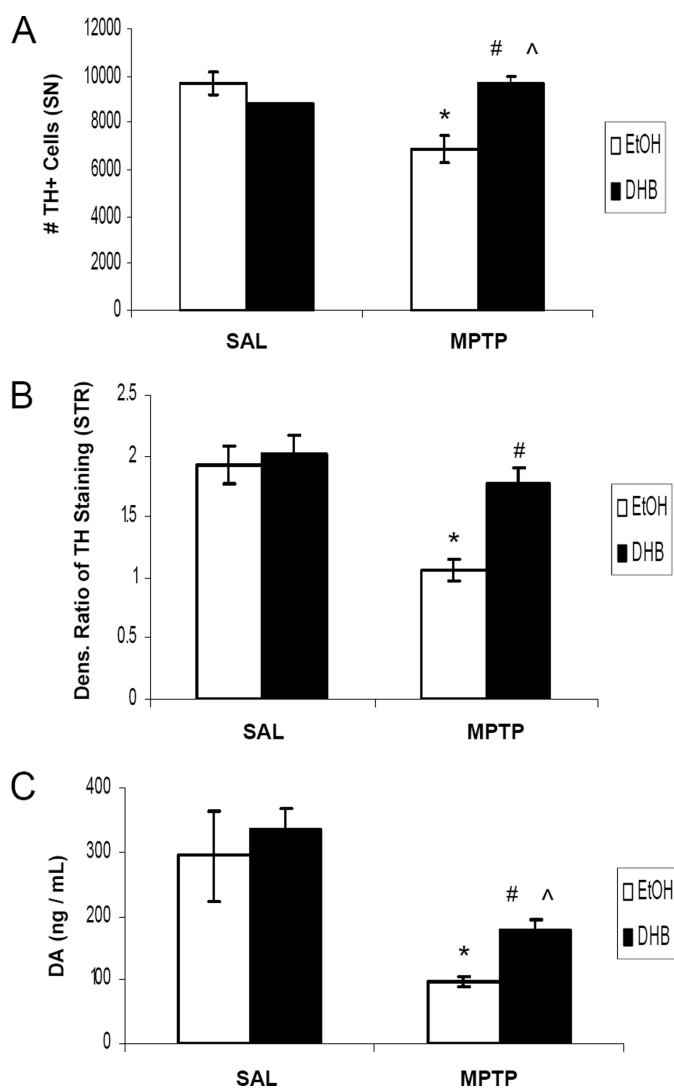 A
# TH+ Cells (SN)
12000
10000
8000
6000
4000
2000
0
# ^
*
EtOH
DHB
SAL MPTP
B
Dens. Ratio of TH Staining (STR)
2.5
2
1.5
1
0.5
0
#
*
EtOH
DHB
SAL MPTP
C
DA (ng / mL)
400
300
200
100
0
# ^
*
EtOH
DHB
SAL MPTP